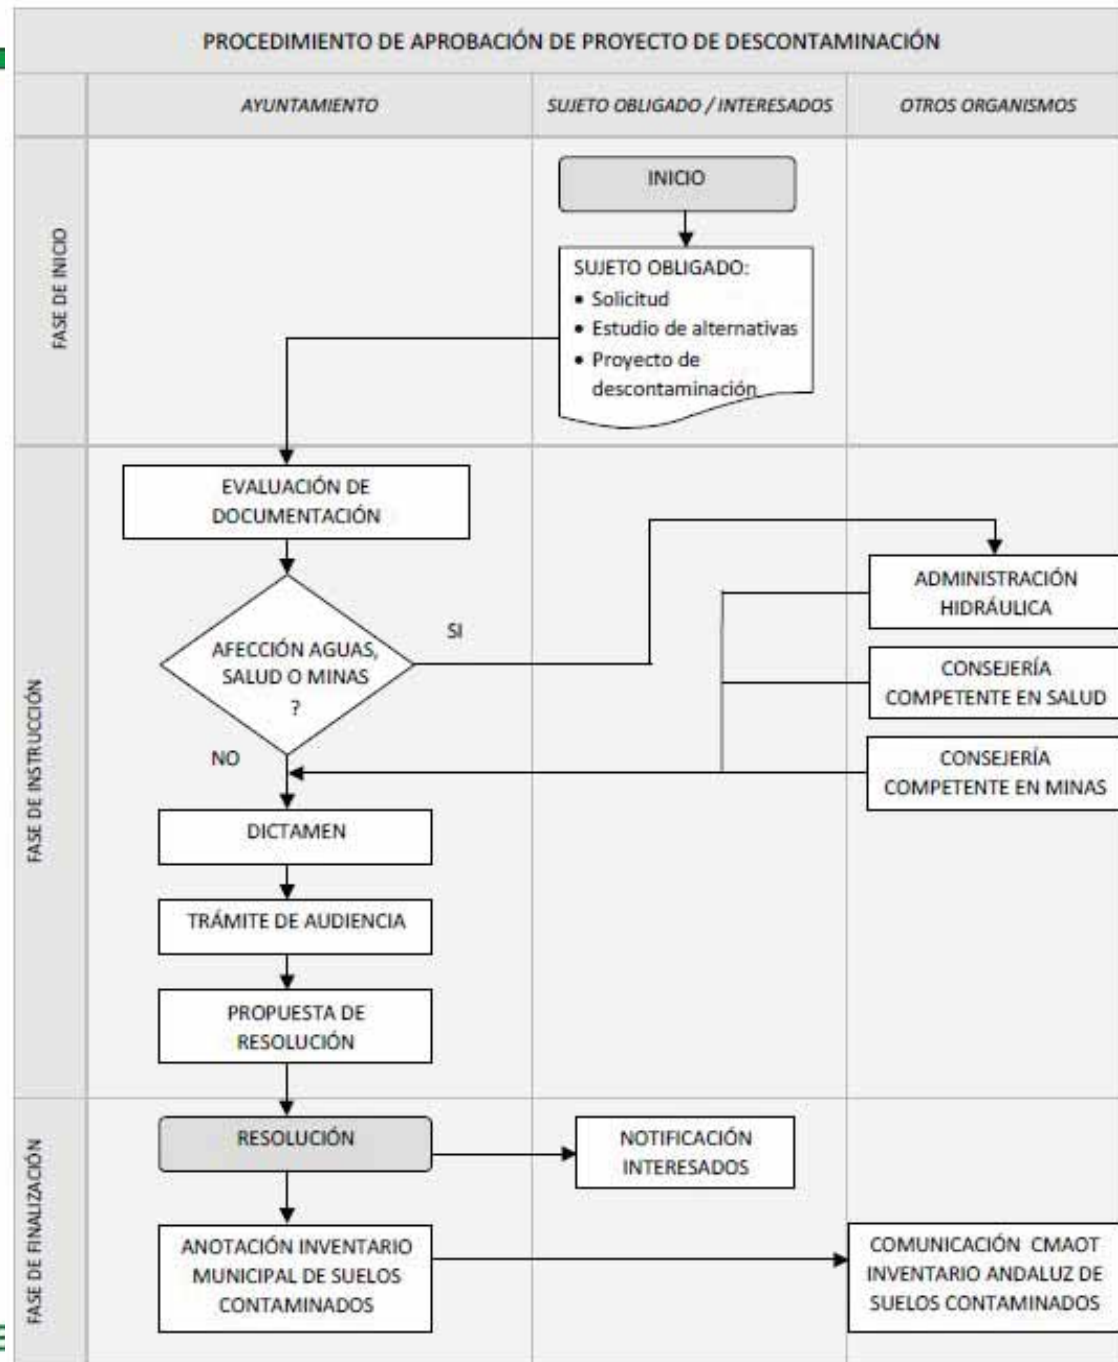 PROCEDIMIENTO DE APROBACIÓN DE PROYECTO DE DESCONTAMINACIÓN
AYUNTAMIENTO
SUJETO OBLIGADO / INTERESADOS
OTROS ORGANISMOS
FASE DE INICIO
INICIO
SUJETO OBLIGADO:
• Solicitud
• Estudio de alternativas
• Proyecto de
descontaminación
FASE DE INSTRUCCIÓN
EVALUACIÓN DE
DOCUMENTACIÓN
AFECCIÓN AGUAS,
SALUD O MINAS
?
SI
NO
ADMINISTRACIÓN
HIDRÁULICA
CONSEJERÍA
COMPETENTE EN SALUD
CONSEJERÍA
COMPETENTE EN MINAS
DICTAMEN
TRÁMITE DE AUDIENCIA
PROPUESTA DE
RESOLUCIÓN
FASE DE FINALIZACIÓN
RESOLUCIÓN
NOTIFICACIÓN
INTERESADOS
ANOTACIÓN INVENTARIO
MUNICIPAL DE SUELOS
CONTAMINADOS
COMUNICACIÓN CMAOT
INVENTARIO ANDALUZ DE
SUELOS CONTAMINADOS